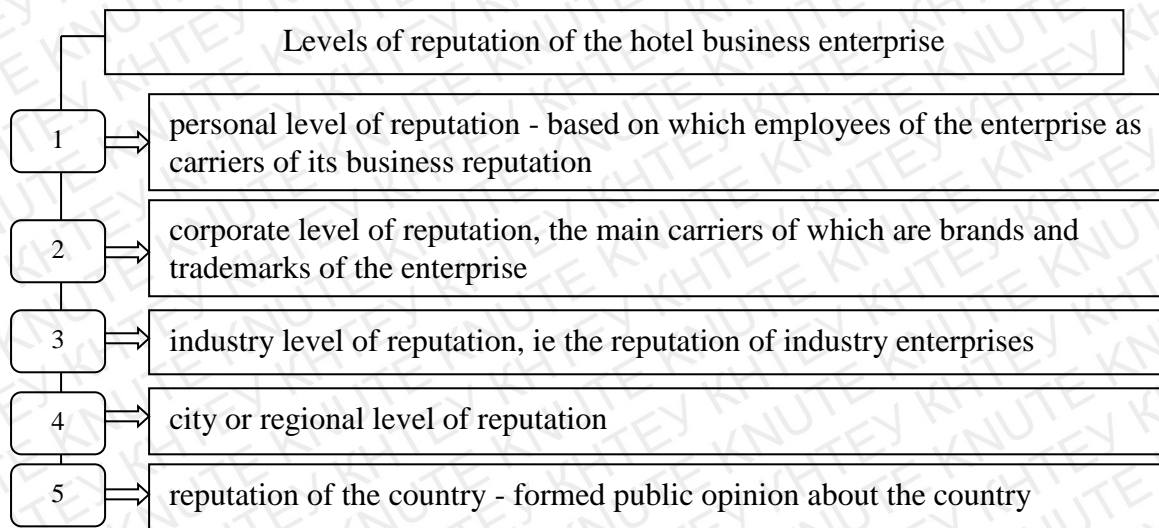 Levels of reputation of the hotel business enterprise
1
personal level of reputation - based on which employees of the enterprise as
carriers of its business reputation
2
corporate level of reputation, the main carriers of which are brands and
trademarks of the enterprise
3
industry level of reputation, ie the reputation of industry enterprises
4
city or regional level of reputation
5
reputation of the country - formed public opinion about the country